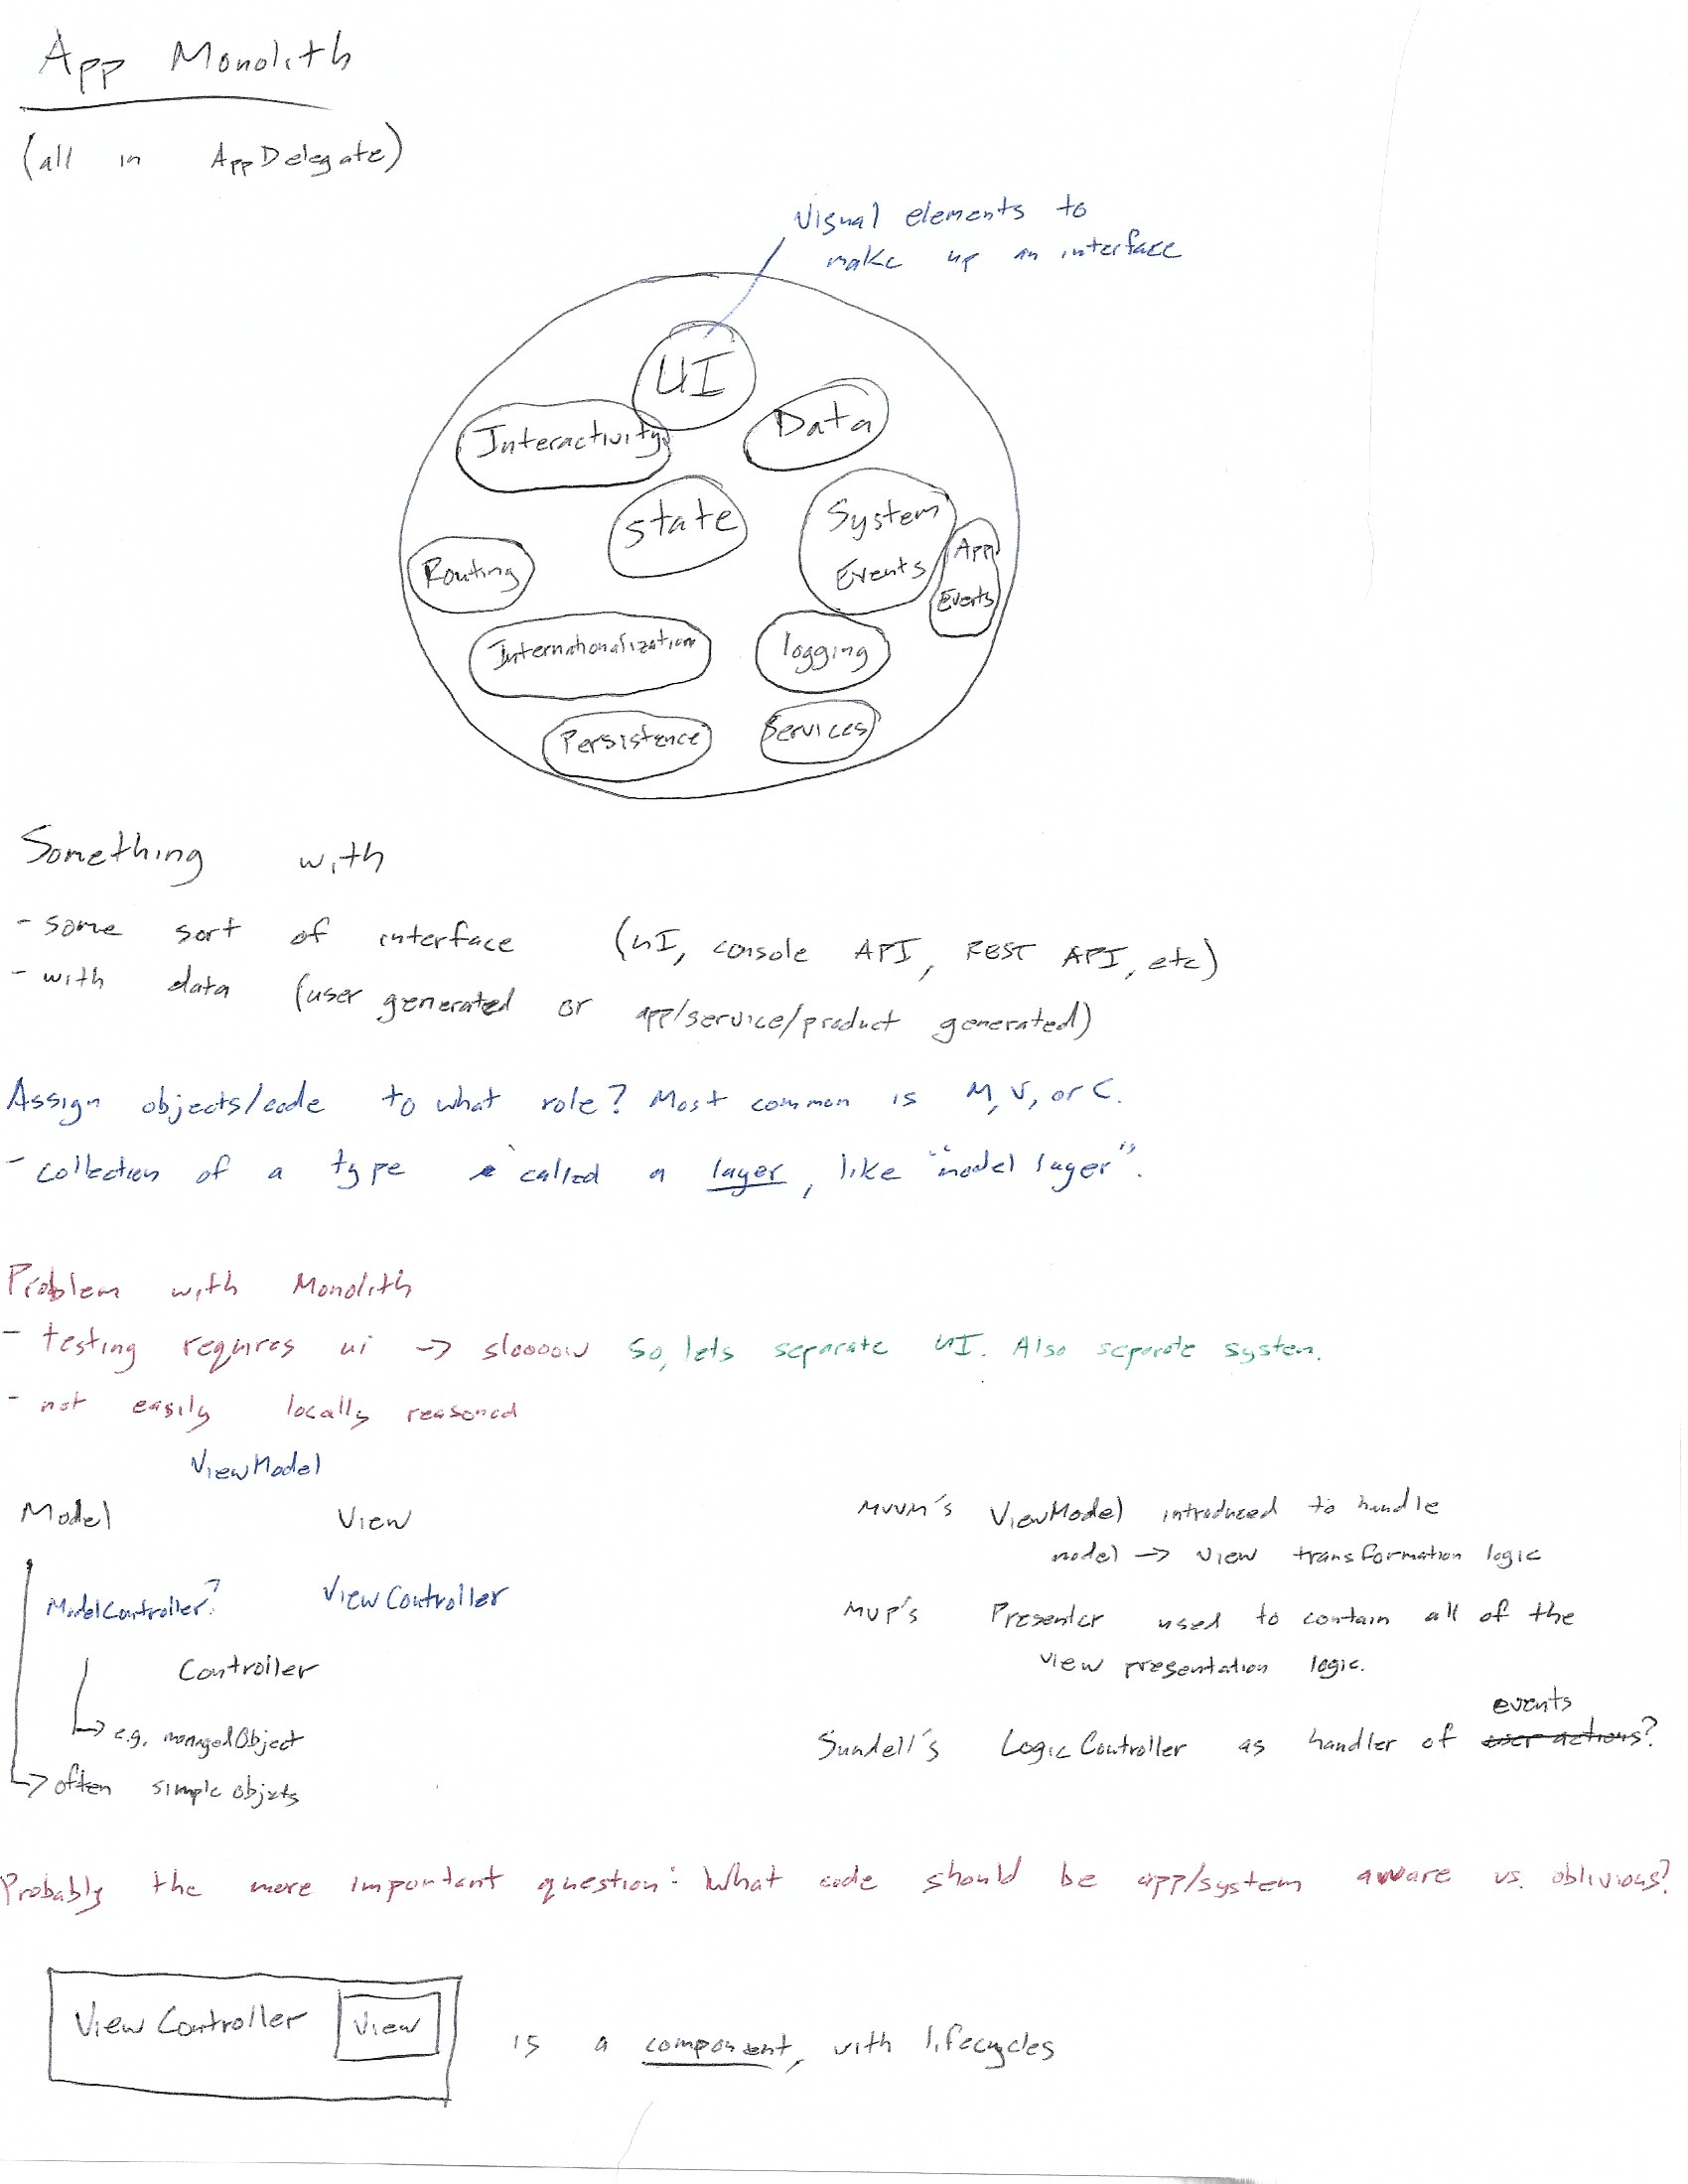 App Monolith
(all in AppDelegate)
Visual elements to
make up an interface
UI
Interactivity
Data
State
System
Events
App
Events
Routing
Internationalization
logging
Persistence
Services
Something with
- some sort of interface (UI, console API, REST API, etc)
- with data (user generated or app/service/product generated)
Assign objects/code to what role? Most common is M, V, or C.
- collection of a type called a layer, like "model layer".
Problem with Monolith
- testing requires ui -> sloooow So, lets separate UI. Also separate system.
- not easily locally reasoned
ViewModel
Model View
ModelController? ViewController
Controller
-> e.g. managedObject
-> often simple objects
MVVM's ViewModel introduced to handle
model -> view transformation logic
MVP's Presenter used to contain all of the
view presentation logic.
events
Sundell's LogicController as handler of user actions?
Probably the more important question: What code should be app/system aware vs. oblivious?
ViewController View is a component, with lifecycles